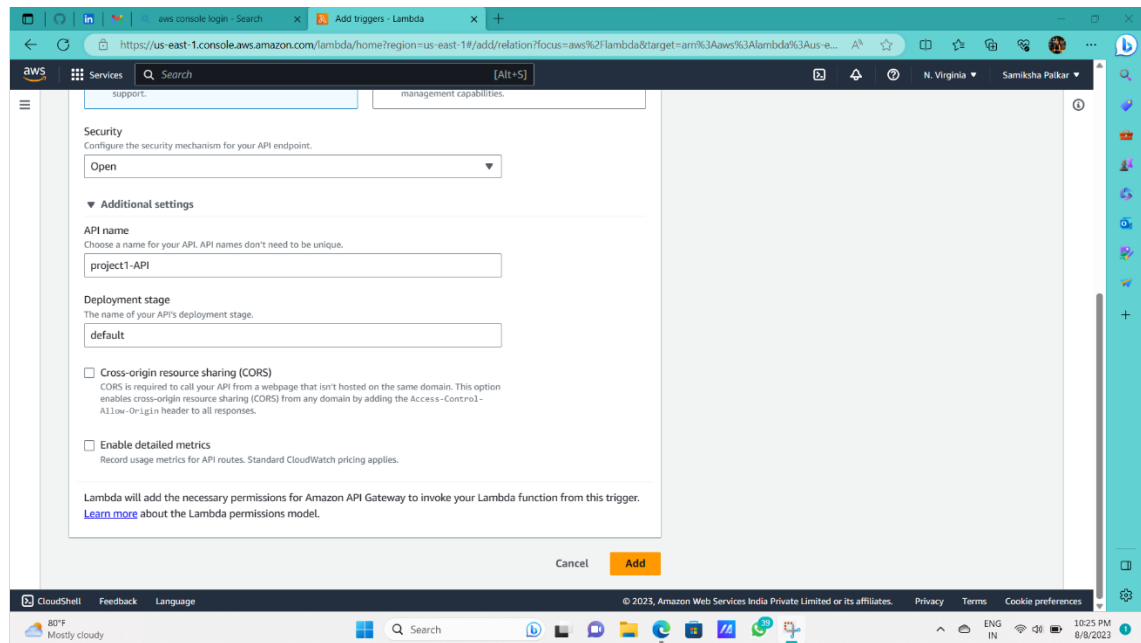 aws console login - Search
Add triggers - Lambda
https://us-east-1.console.aws.amazon.com/lambda/home?region=us-east-1#/add/relation?focus=aws%2Flambda&target=arn%3Aaws%3Alambda%3Aus-e...
aws
Services
Search
[Alt+S]
N. Virginia
Samiksha Palkar
support.
management capabilities.
Security
Configure the security mechanism for your API endpoint.
Open
Additional settings
API name
Choose a name for your API. API names don't need to be unique.
project1-API
Deployment stage
The name of your API's deployment stage.
default
Cross-origin resource sharing (CORS)
CORS is required to call your API from a webpage that isn't hosted on the same domain. This option
enables cross-origin resource sharing (CORS) from any domain by adding the Access-Control-
Allow-Origin header to all responses.
Enable detailed metrics
Record usage metrics for API routes. Standard CloudWatch pricing applies.
Lambda will add the necessary permissions for Amazon API Gateway to invoke your Lambda function from this trigger.
Learn more about the Lambda permissions model.
Cancel
Add
CloudShell
Feedback
Language
© 2023, Amazon Web Services India Private Limited or its affiliates.
Privacy
Terms
Cookie preferences
80°F
Mostly cloudy
Search
39
ENG
IN
10:25 PM
8/8/2023
1